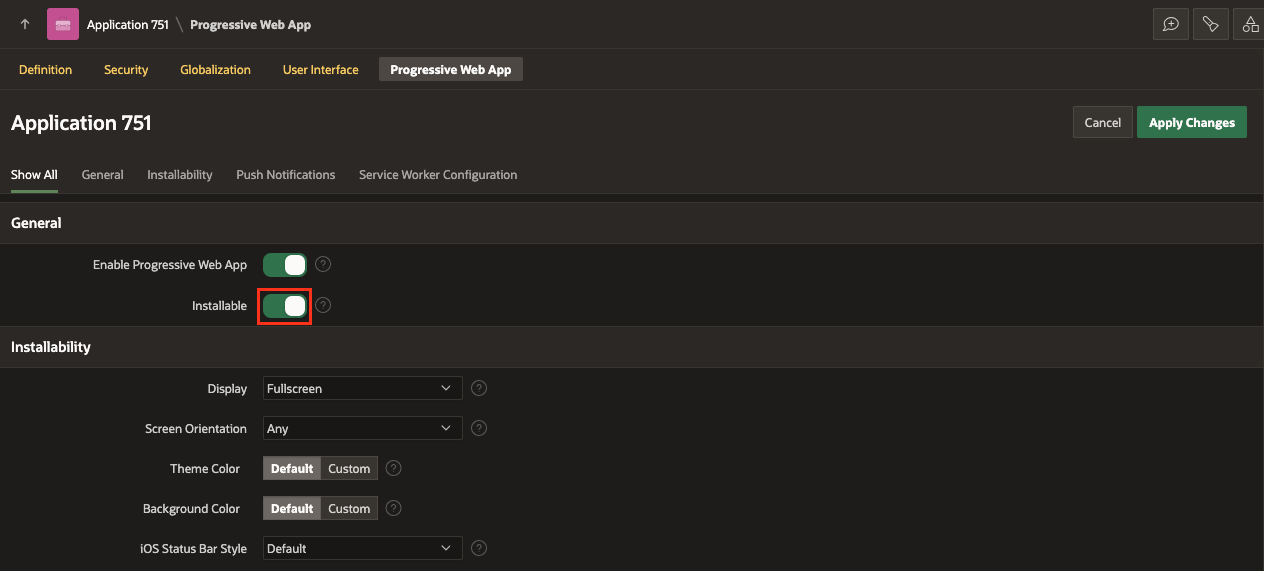 Application 751 \ Progressive Web App
Definition Security Globalization User Interface Progressive Web App
Application 751
Cancel Apply Changes
Show All General Installability Push Notifications Service Worker Configuration
General
Enable Progressive Web App ?
Installable ?
Installability
Display Fullscreen ?
Screen Orientation Any ?
Theme Color Default Custom ?
Background Color Default Custom ?
iOS Status Bar Style Default ?